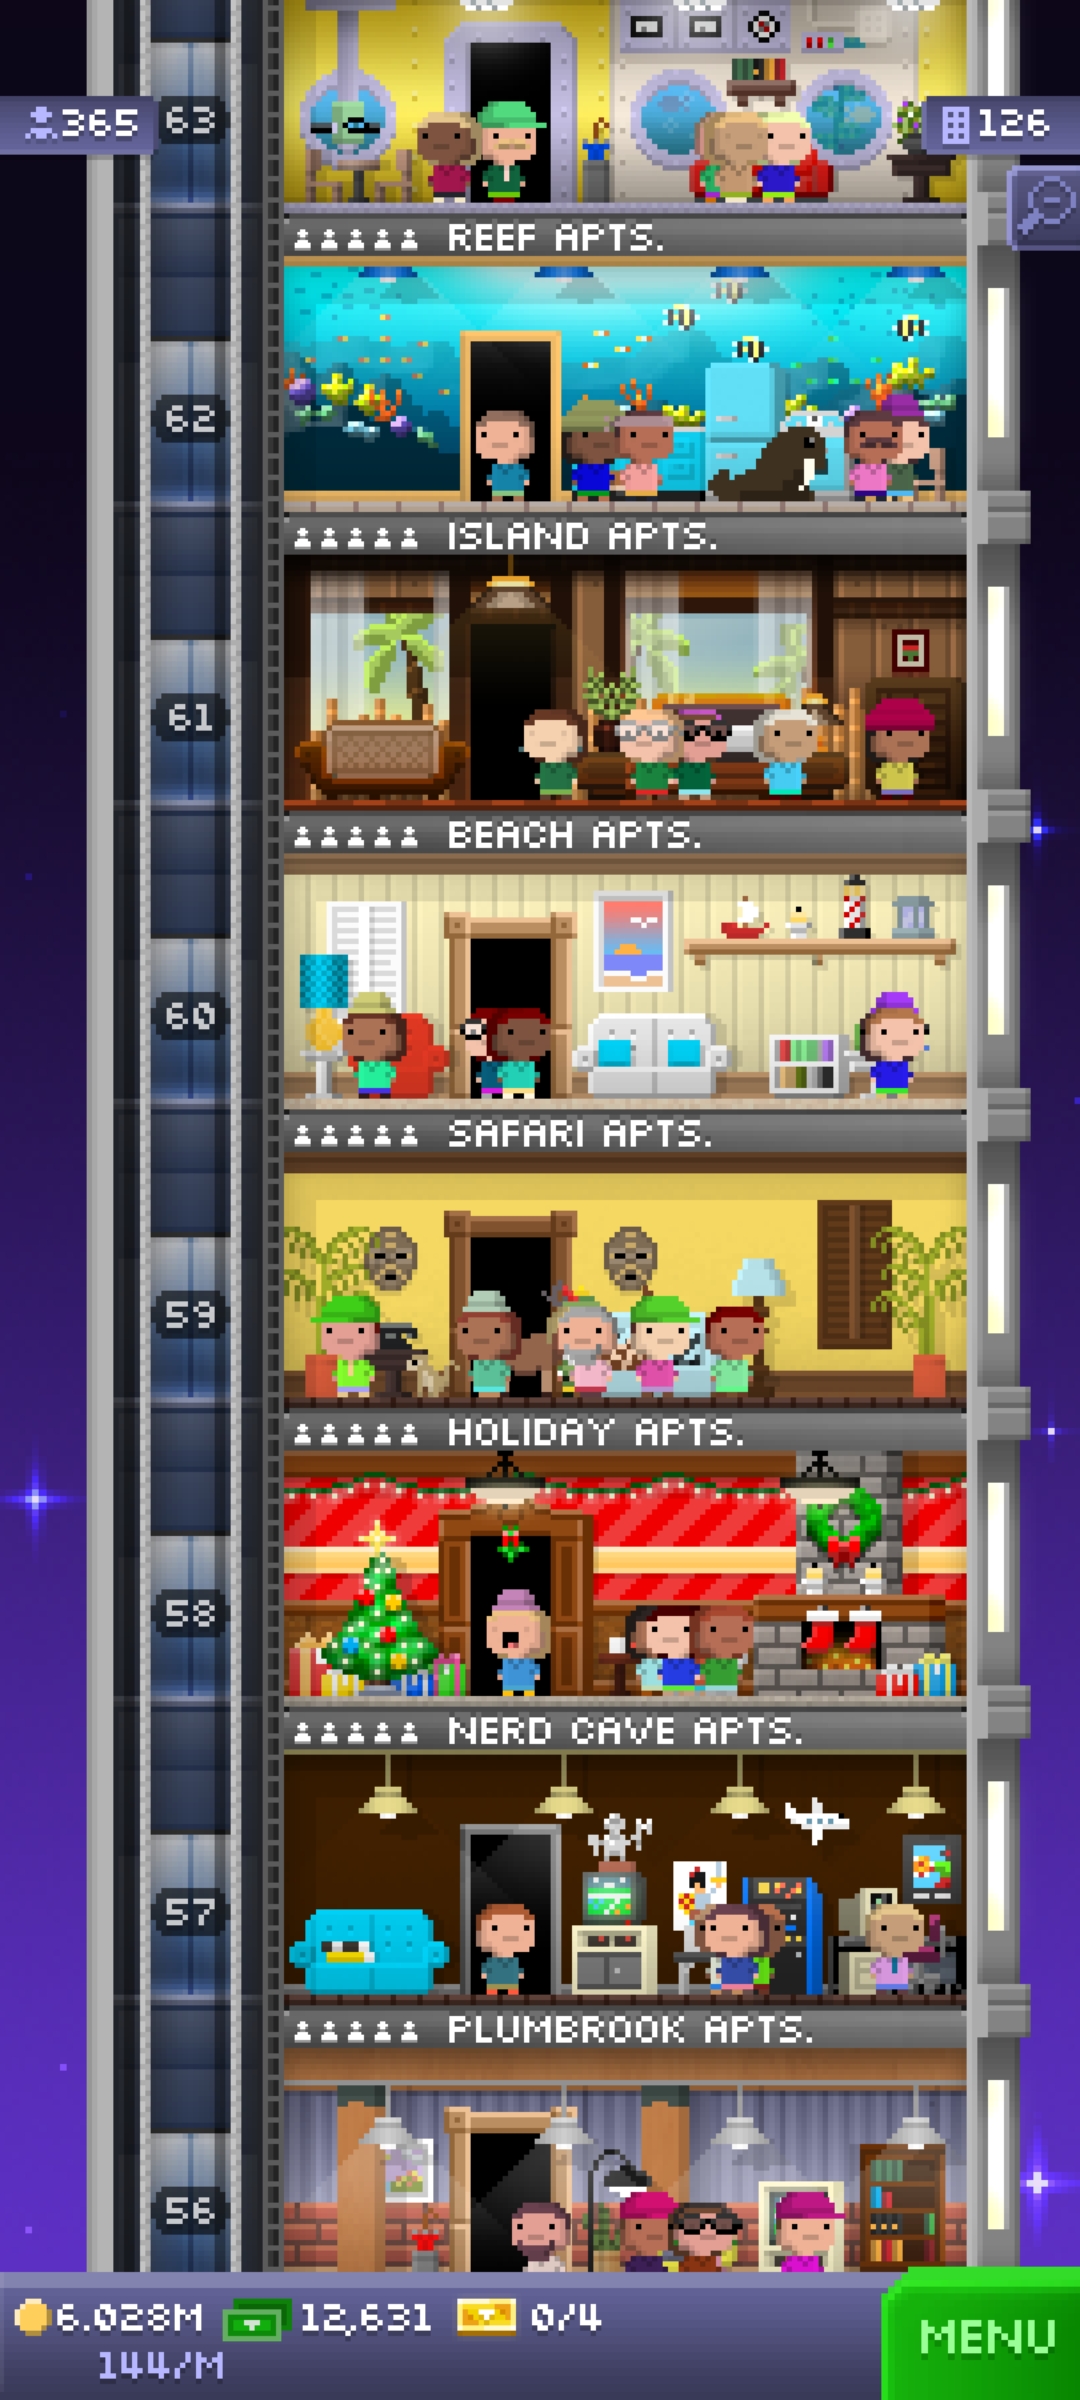 63
365
126
REEF APTS.
62
ISLAND APTS.
61
BEACH APTS.
60
SAFARI APTS.
59
HOLIDAY APTS.
58
NERD CAVE APTS.
57
PLUMBROOK APTS.
56
6.028M 12,631 0/4
144/M
MENU